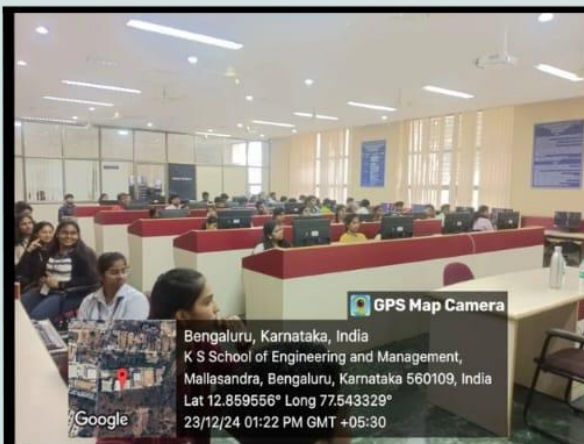 GPS Map Camera
Bengaluru, Karnataka, India
K S School of Engineering and Management,
Mallasandra, Bengaluru, Karnataka 560109, India
Lat 12.859556° Long 77.543329°
23/12/24 01:22 PM GMT +05:30
Google